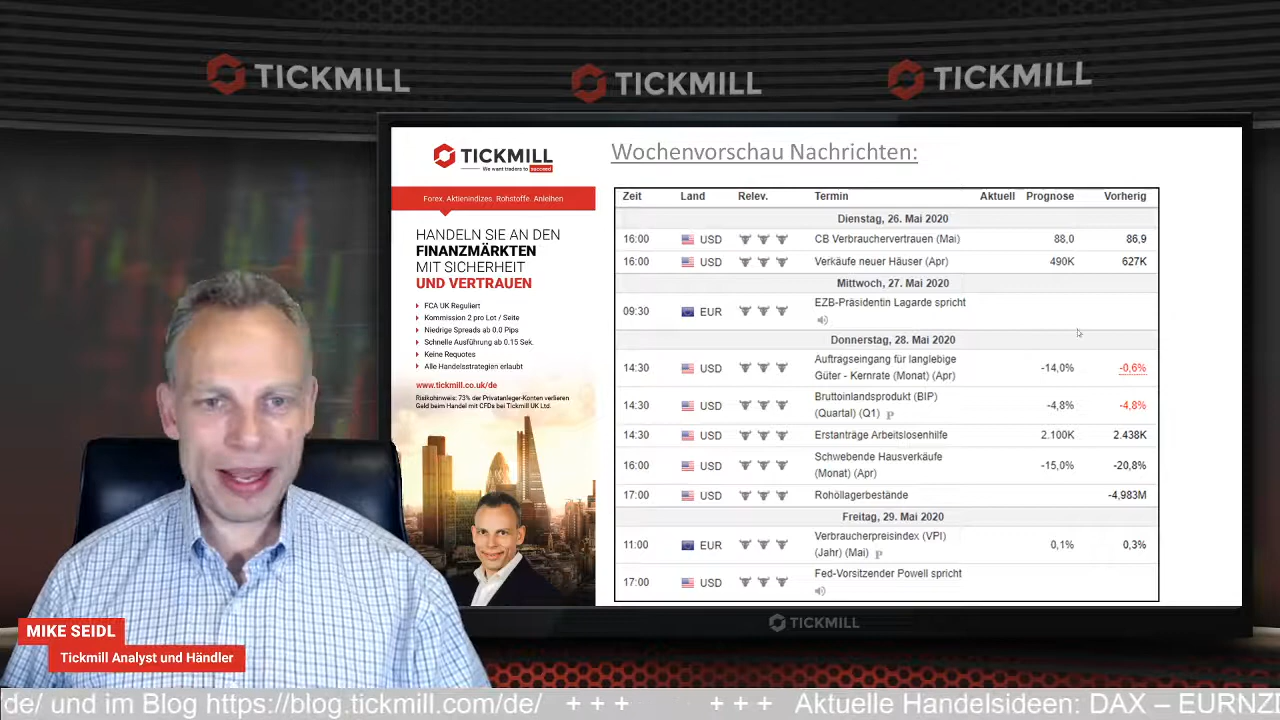 TICKMILL
TICKMILL
TICKMILL
TICKMILL
We want traders to succeed
Forex. Aktienindizes. Rohstoffe. Anleihen
HANDELN SIE AN DEN
FINANZMÄRKTEN
MIT SICHERHEIT
UND VERTRAUEN
FCA UK Reguliert
Kommission 2 pro Lot / Seite
Niedrige Spreads ab 0.0 Pips
Schnelle Ausführung ab 0.15 Sek.
Keine Requotes
Alle Handelsstrategien erlaubt
www.tickmill.co.uk/de
Risikohinweis: 73% der Privatanleger-Konten verlieren
Geld beim Handel mit CFDs bei Tickmill UK Ltd.
Wochenvorschau Nachrichten:
Zeit Land Relev. Termin Aktuell Prognose Vorherig
Dienstag, 26. Mai 2020
16:00 USD CB Verbrauchervertrauen (Mai) 88,0 86,9
16:00 USD Verkäufe neuer Häuser (Apr) 490K 627K
Mittwoch, 27. Mai 2020
09:30 EUR EZB-Präsidentin Lagarde spricht
Donnerstag, 28. Mai 2020
14:30 USD Auftragseingang für langlebige
Güter - Kernrate (Monat) (Apr) -14,0% -0,6%
14:30 USD Bruttoinlandsprodukt (BIP)
(Quartal) (Q1) P -4,8% -4,8%
14:30 USD Erstanträge Arbeitslosenhilfe 2.100K 2.438K
16:00 USD Schwebende Hausverkäufe
(Monat) (Apr) -15,0% -20,8%
17:00 USD Rohöllagerbestände -4,983M
Freitag, 29. Mai 2020
11:00 EUR Verbraucherpreisindex (VPI)
(Jahr) (Mai) P 0,1% 0,3%
17:00 USD Fed-Vorsitzender Powell spricht
TICKMILL
MIKE SEIDL
Tickmill Analyst und Händler
de/ und im Blog https://blog.tickmill.com/de/ +++ +++ Aktuelle Handelsideen: DAX – EURNZD